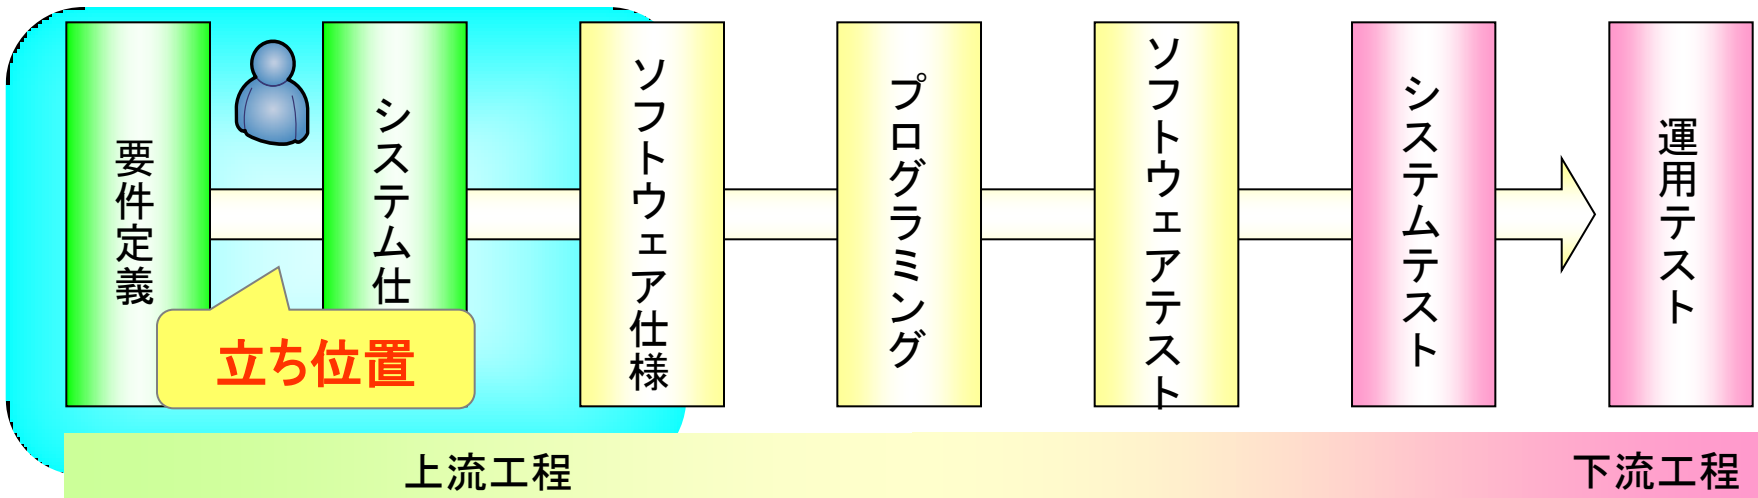 要件定義
システム仕
ソフトウェア仕様
プログラミング
ソフトウェアテスト
システムテスト
運用テスト
立ち位置
上流工程
下流工程